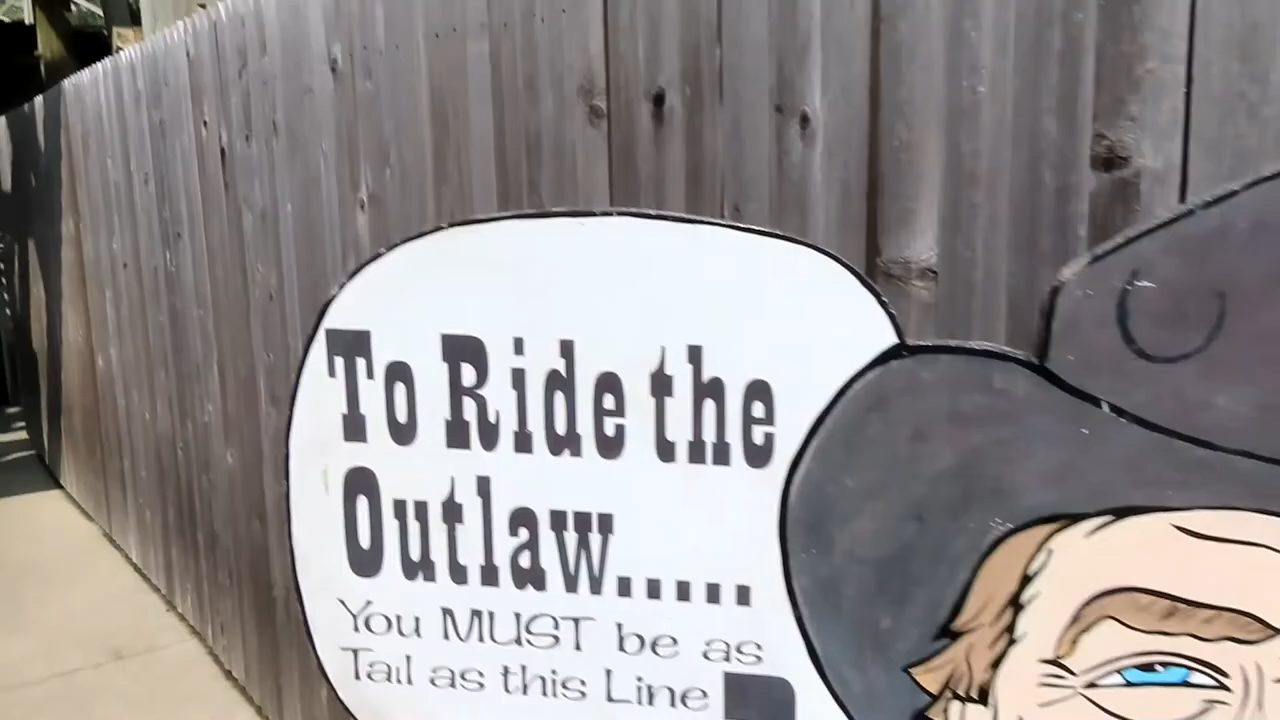 To Ride the
Outlaw.....
You MUST be as
Tall as this Line